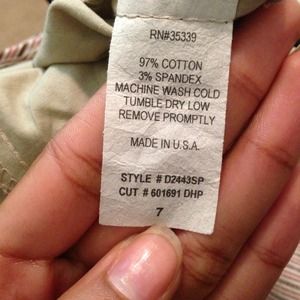 RN#35339
97% COTTON
3% SPANDEX
MACHINE WASH COLD
TUMBLE DRY LOW
REMOVE PROMPTLY
MADE IN U.S.A.
STYLE # D2443SP
CUT # 601691 DHP
7